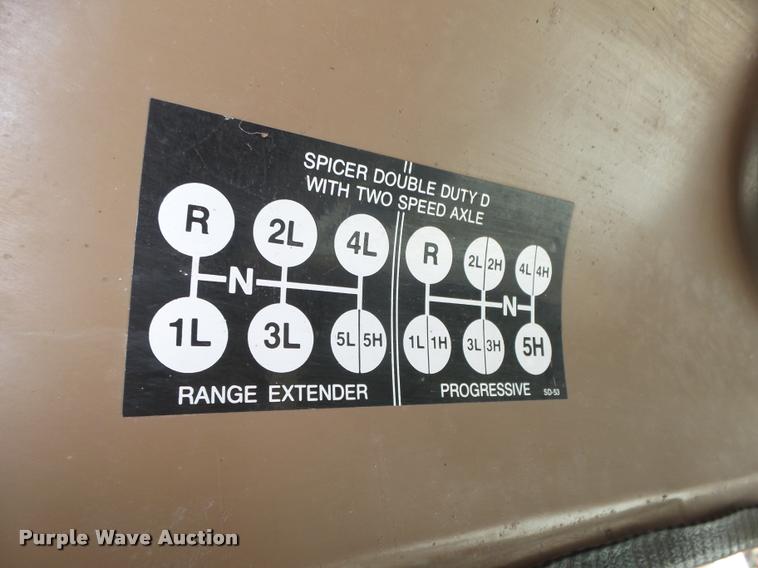 SPICER DOUBLE DUTY D
WITH TWO SPEED AXLE
R 2L 4L
N
1L 3L 5L 5H
RANGE EXTENDER
R 2L 2H 4L 4H
N
1L 1H 3L 3H 5H
PROGRESSIVE
SD-53
Purple Wave Auction